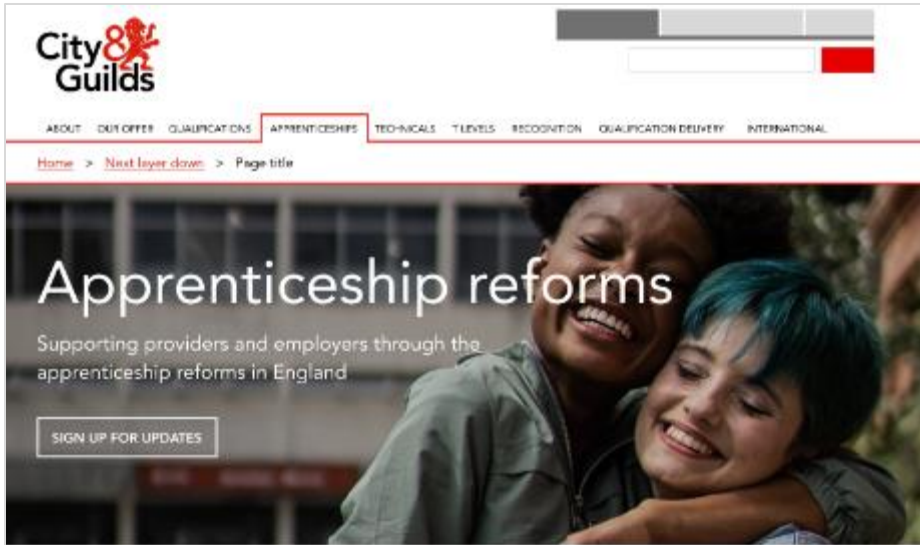 City&
Guilds
ABOUT OUR OFFER QUALIFICATIONS APPRENTICESHIPS TECHNICALS T LEVELS RECOGNITION QUALIFICATION DELIVERY INTERNATIONAL
Home > Next layer down > Page title
Apprenticeship reforms
Supporting providers and employers through the
apprenticeship reforms in England
SIGN UP FOR UPDATES